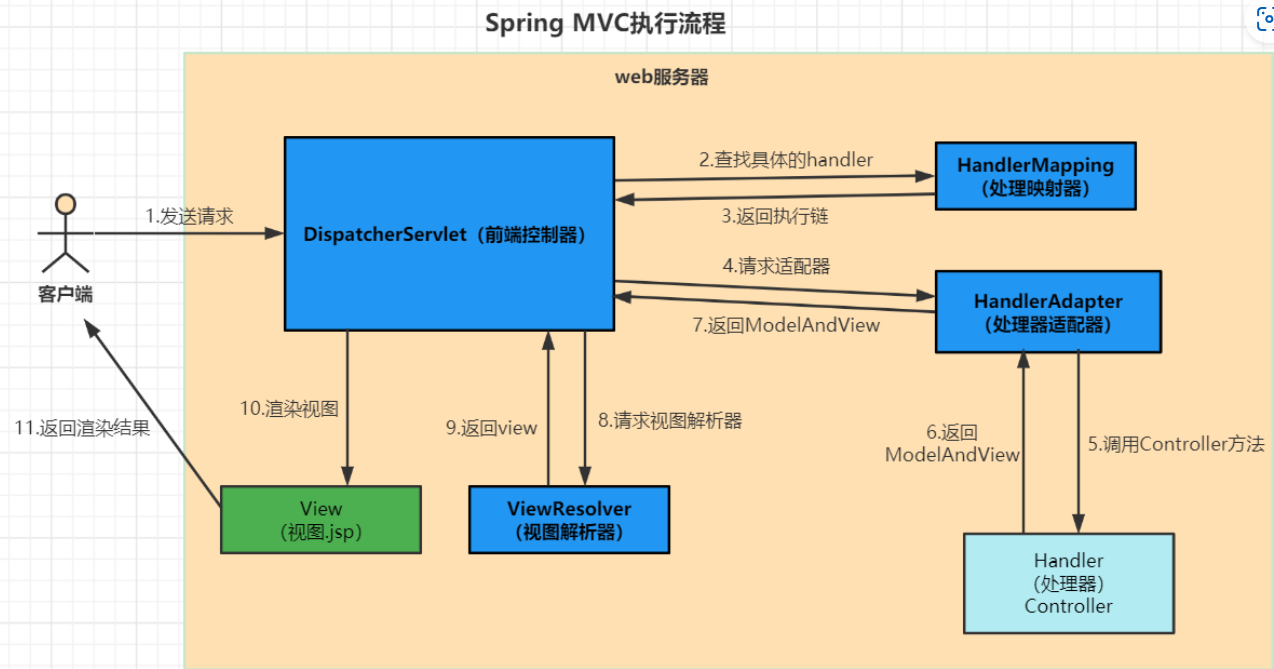 Spring MVC执行流程
web服务器
1.发送请求
客户端
DispatcherServlet（前端控制器）
2.查找具体的handler
3.返回执行链
HandlerMapping
（处理映射器）
4.请求适配器
7.返回ModelAndView
HandlerAdapter
（处理器适配器）
10.渲染视图
9.返回view
8.请求视图解析器
6.返回
ModelAndView
5.调用Controller方法
11.返回渲染结果
View
（视图.jsp）
ViewResolver
（视图解析器）
Handler
（处理器）
Controller